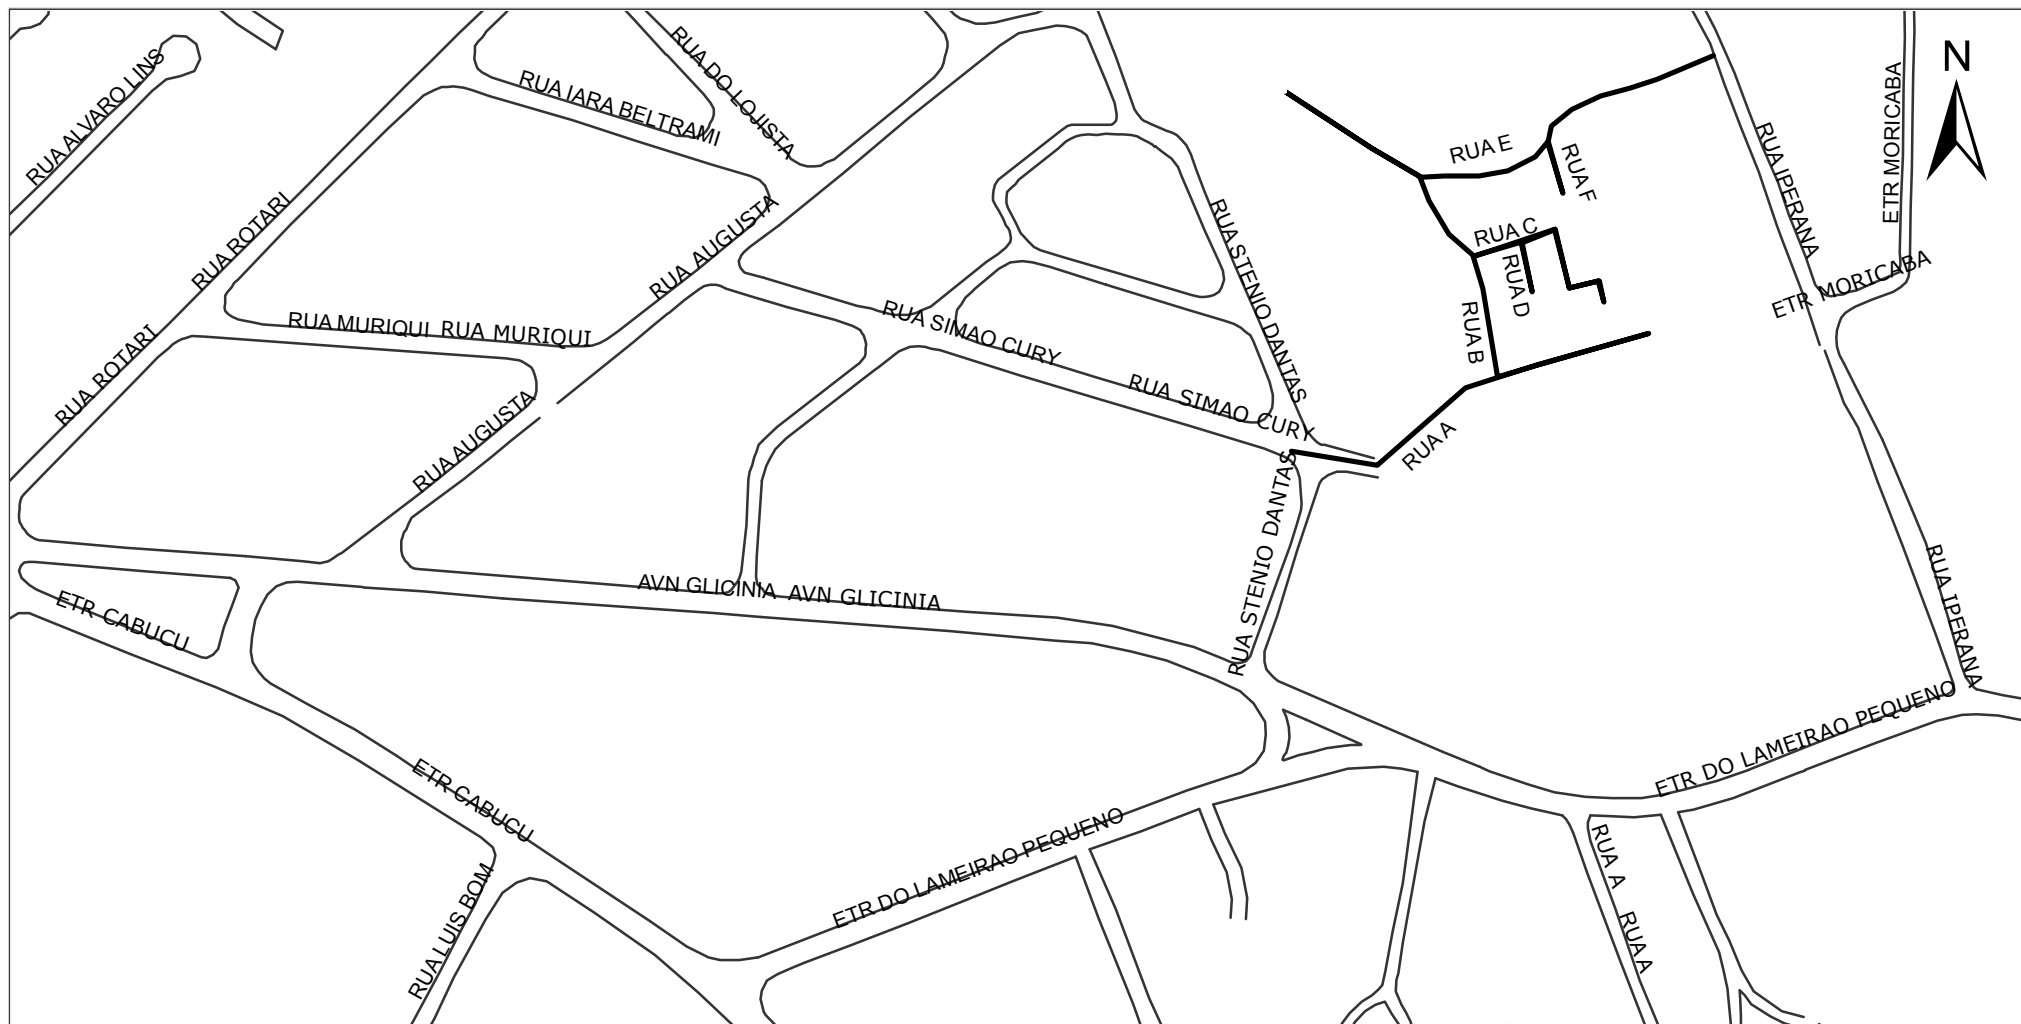 RUA ALVARO LINS
RUA IARA BELTRAMI
RUA DO LOJISTA
N
ETR MORICABA
RUA IPERANA
RUA E
RUA F
RUA ROTARI
RUA AUGUSTA
RUA STENIO DANTAS
RUA C
RUA D
RUA B
ETR MORICABA
RUA MURIQUI RUA MURIQUI
RUA SIMAO CURY
RUA ROTARI
RUA SIMAO CURY
RUA AUGUSTA
RUA A
RUA STENIO DANTAS
AVN GLICINIA AVN GLICINIA
ETR CABUCU
RUA IPERANA
ETR DO LAMEIRAO PEQUENO
ETR CABUCU
ETR DO LAMEIRAO PEQUENO
RUA LUIS BOM
RUA A
RUA A